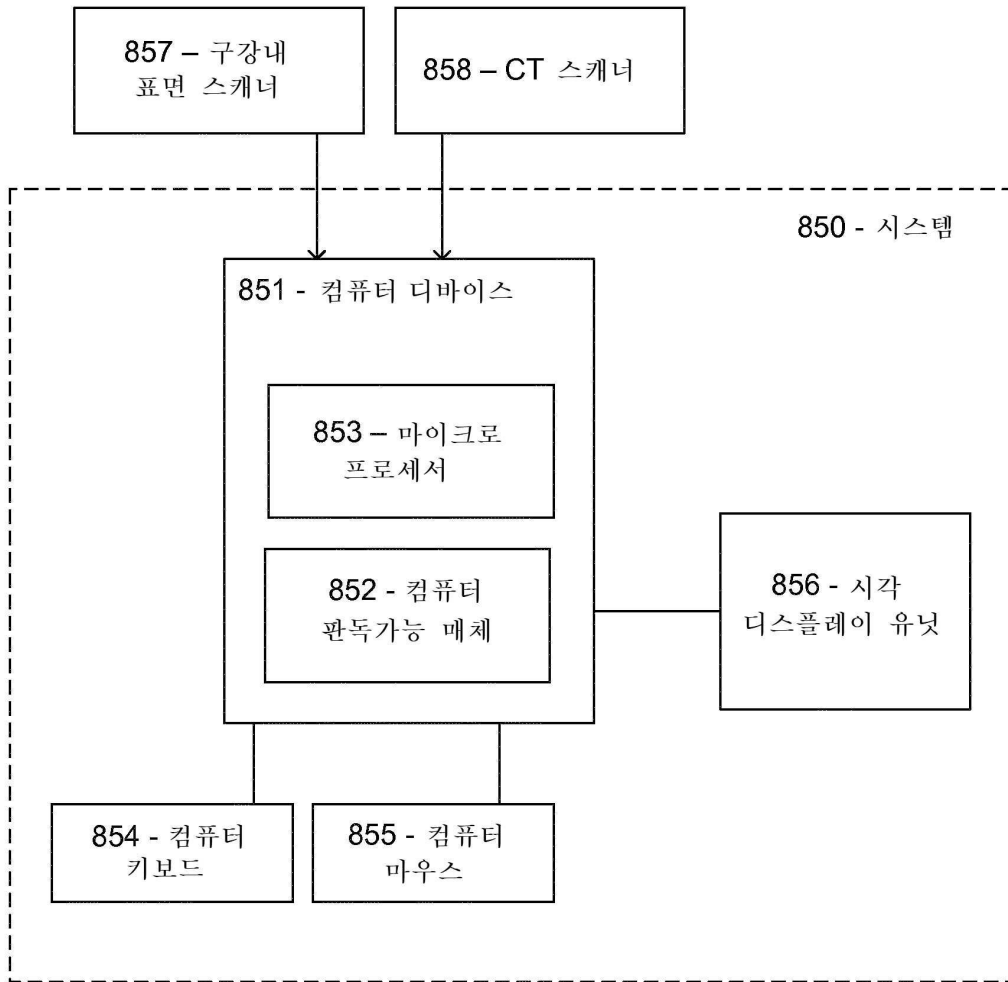 857 – 구강내
표면 스캐너
858 – CT 스캐너
850 - 시스템
851 - 컴퓨터 디바이스
853 – 마이크로
프로세서
852 - 컴퓨터
판독가능 매체
856 - 시각
디스플레이 유닛
854 - 컴퓨터
키보드
855 - 컴퓨터
마우스